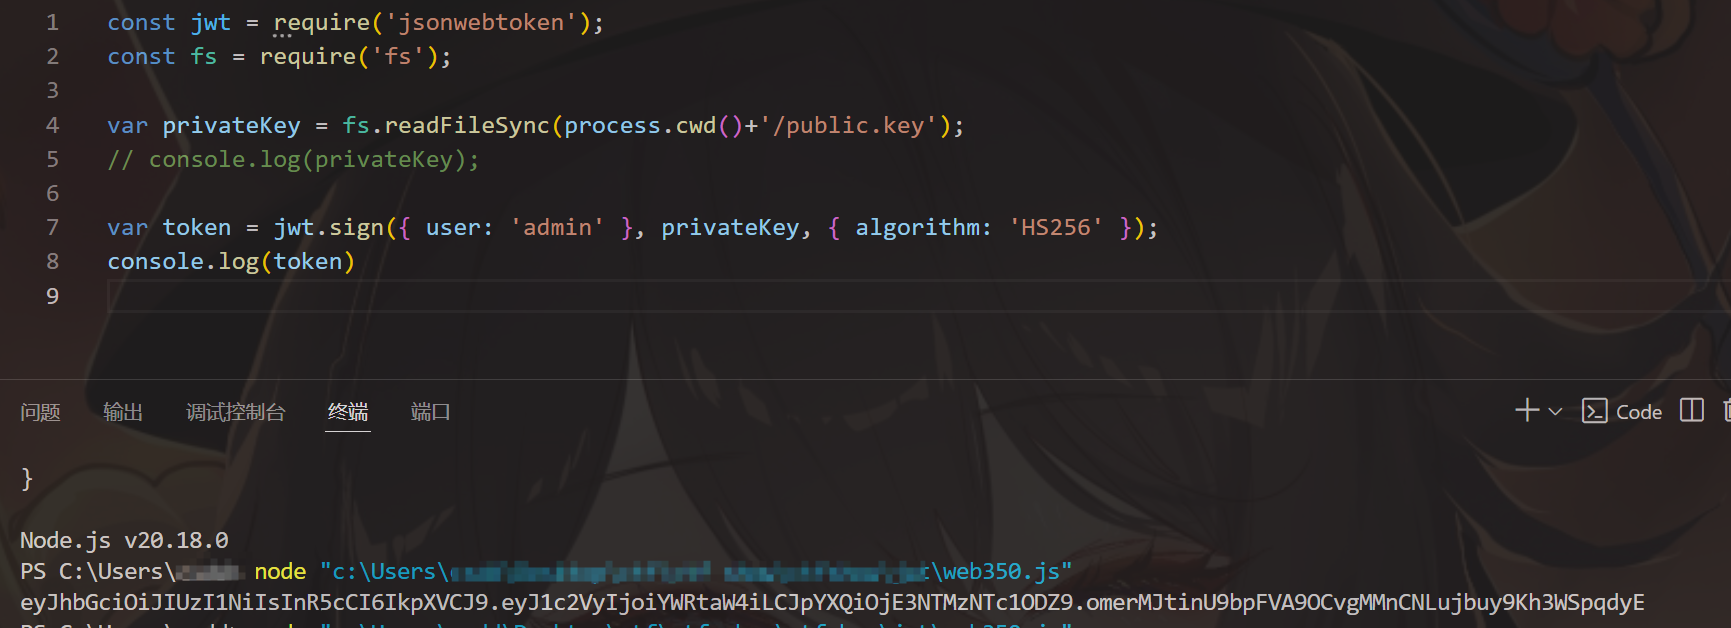 1 const jwt = require('jsonwebtoken');
2 const fs = require('fs');
3
4 var privateKey = fs.readFileSync(process.cwd()+'/public.key');
5 // console.log(privateKey);
6
7 var token = jwt.sign({ user: 'admin' }, privateKey, { algorithm: 'HS256' });
8 console.log(token)
9
问题 输出 调试控制台 终端 端口 Code
}
Node.js v20.18.0
PS C:\Users\ node "c:\Users\ \web350.js"
eyJhbGciOiJIUzI1NiIsInR5cCI6IkpXVCJ9.eyJ1c2VyIjoiYWRtaW4iLCJpYXQiOjE3NTMzNTc1ODZ9.omerMJtinU9bpFVA9OCvgMMnCNLujbuy9Kh3WSpqdyE